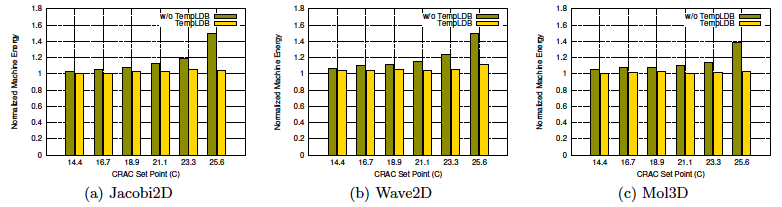 w/o TempLDB
TempLDB
Normalized Machine Energy
1.8
1.6
1.4
1.2
1
0.8
0.6
0.4
0.2
0
14.4 16.7 18.9 21.1 23.3 25.6
CRAC Set Point (C)
(a) Jacobi2D
w/o TempLDB
TempLDB
Normalized Machine Energy
1.8
1.6
1.4
1.2
1
0.8
0.6
0.4
0.2
0
14.4 16.7 18.9 21.1 23.3 25.6
CRAC Set Point (C)
(b) Wave2D
w/o TempLDB
TempLDB
Normalized Machine Energy
1.8
1.6
1.4
1.2
1
0.8
0.6
0.4
0.2
0
14.4 16.7 18.9 21.1 23.3 25.6
CRAC Set Point (C)
(c) Mol3D